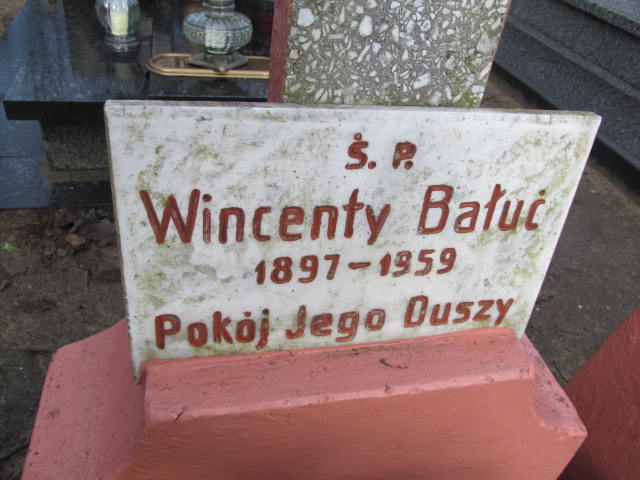 Ś. P.
Wincenty Bałuć
1897-1959
Pokój Jego Duszy